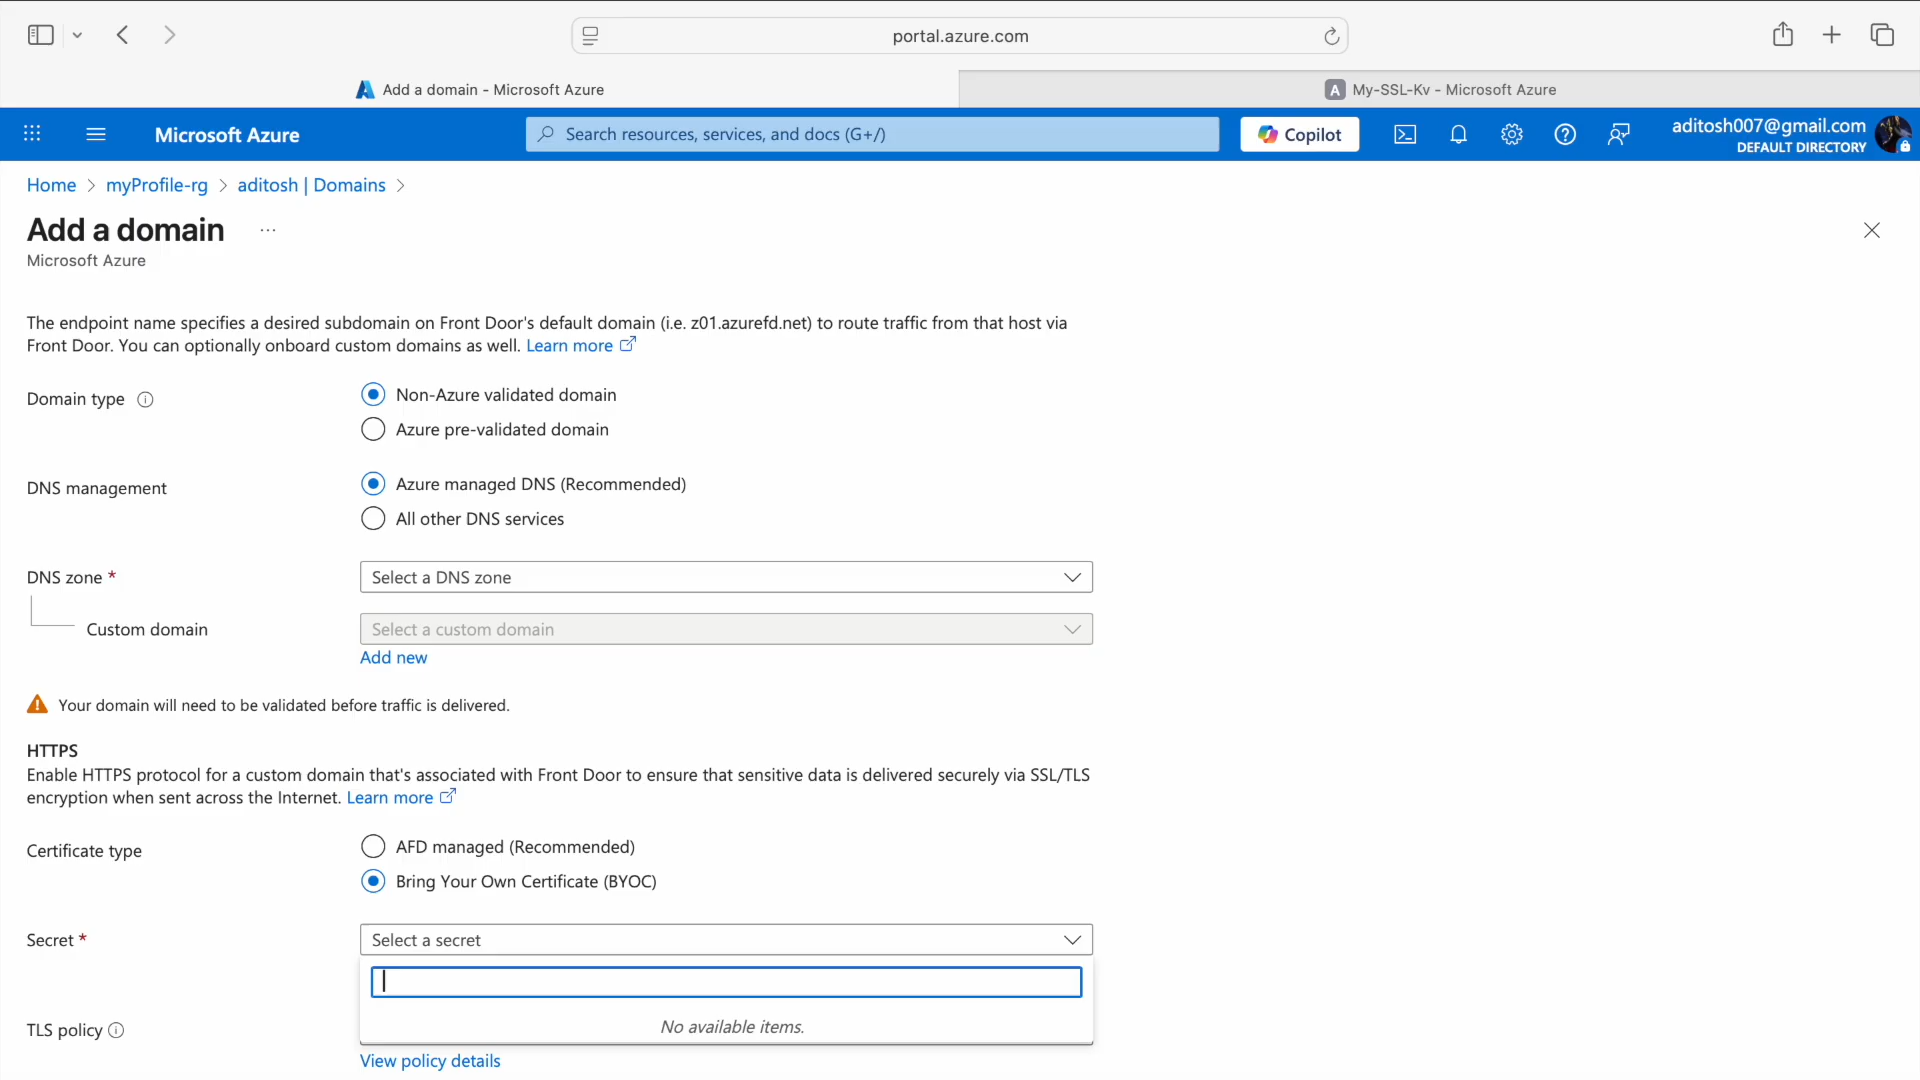 portal.azure.com
Add a domain - Microsoft Azure
A My-SSL-Kv - Microsoft Azure
Microsoft Azure
Search resources, services, and docs (G+/)
Copilot
aditosh007@gmail.com
DEFAULT DIRECTORY
Home > myProfile-rg > aditosh | Domains >
Add a domain ...
Microsoft Azure
The endpoint name specifies a desired subdomain on Front Door's default domain (i.e. z01.azurefd.net) to route traffic from that host via
Front Door. You can optionally onboard custom domains as well. Learn more
Domain type
Non-Azure validated domain
Azure pre-validated domain
DNS management
Azure managed DNS (Recommended)
All other DNS services
DNS zone *
Select a DNS zone
Custom domain
Select a custom domain
Add new
Your domain will need to be validated before traffic is delivered.
HTTPS
Enable HTTPS protocol for a custom domain that's associated with Front Door to ensure that sensitive data is delivered securely via SSL/TLS
encryption when sent across the Internet. Learn more
Certificate type
AFD managed (Recommended)
Bring Your Own Certificate (BYOC)
Secret *
Select a secret
No available items.
TLS policy
View policy details